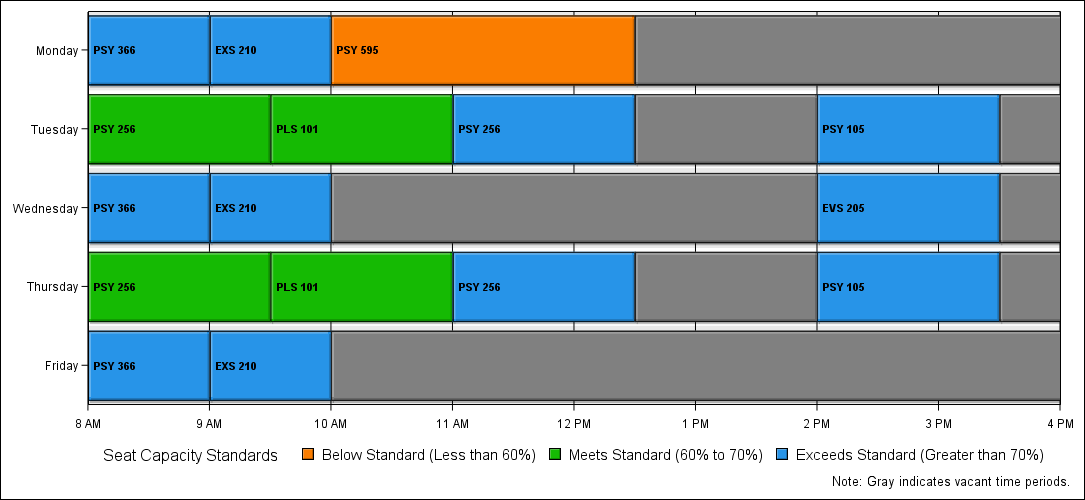 Monday PSY 366 EXS 210 PSY 595
Tuesday PSY 256 PLS 101 PSY 256 PSY 105
Wednesday PSY 366 EXS 210 EVS 205
Thursday PSY 256 PLS 101 PSY 256 PSY 105
Friday PSY 366 EXS 210
8 AM 9 AM 10 AM 11 AM 12 PM 1 PM 2 PM 3 PM 4 PM
Seat Capacity Standards Below Standard (Less than 60%) Meets Standard (60% to 70%) Exceeds Standard (Greater than 70%)
Note: Gray indicates vacant time periods.